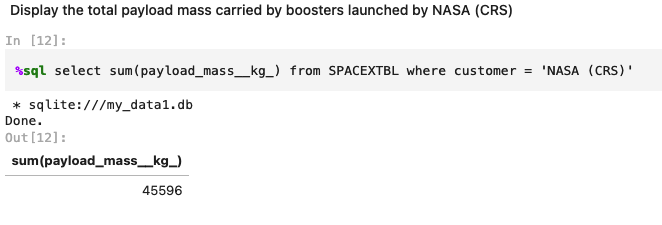 Display the total payload mass carried by boosters launched by NASA (CRS)
In [12]:
%sql select sum(payload_mass__kg_) from SPACEXTBL where customer = 'NASA (CRS)'
* sqlite:///my_data1.db
Done.
Out[12]:
sum(payload_mass__kg_)
45596